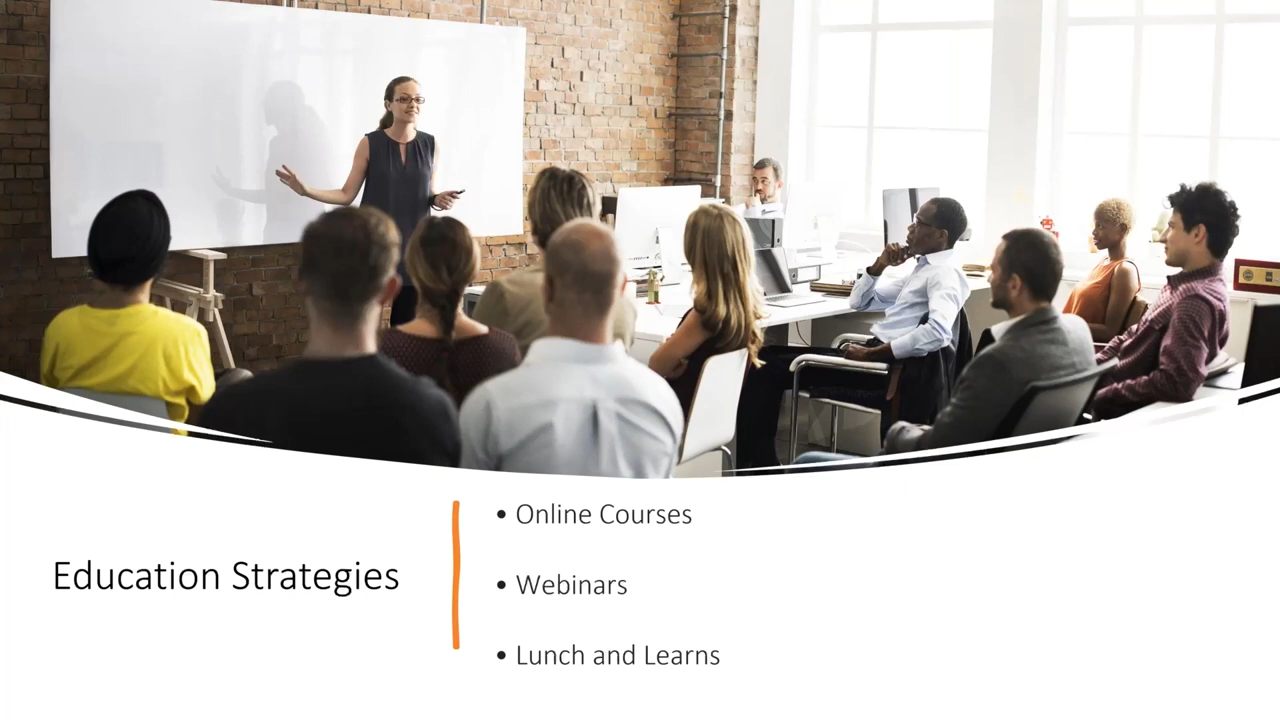 Education Strategies
• Online Courses
• Webinars
• Lunch and Learns